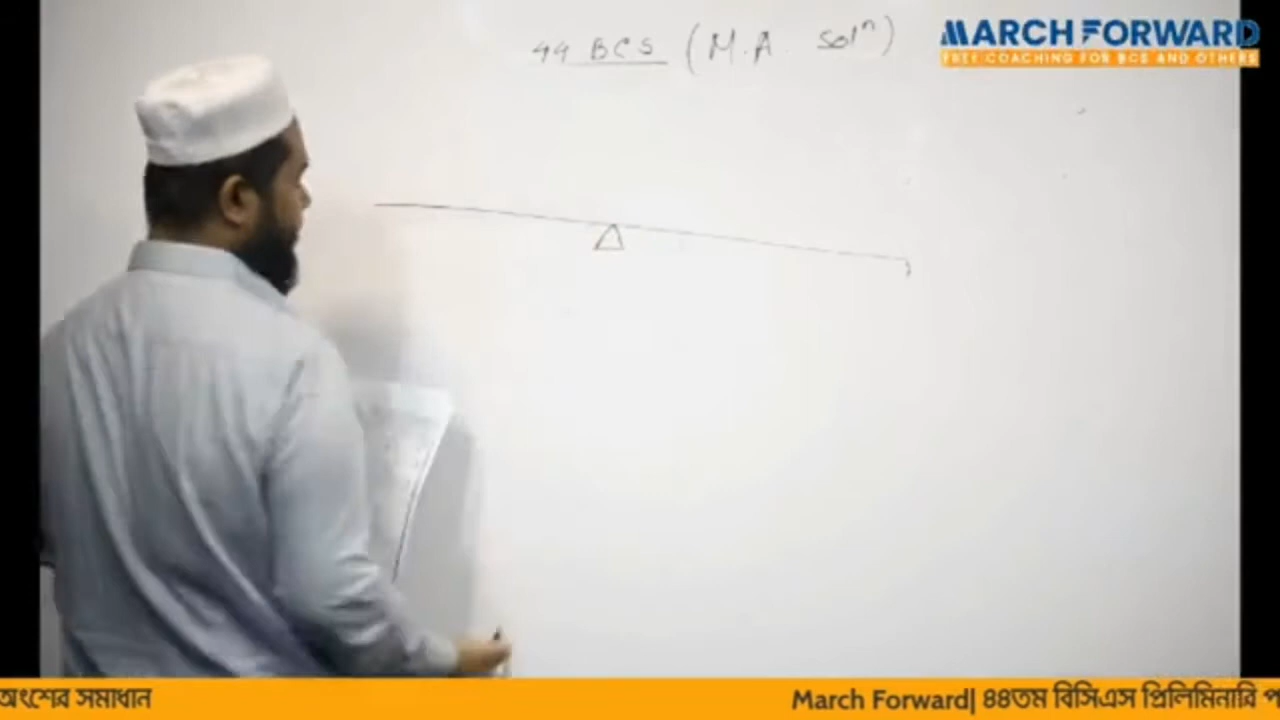 44 BCS (M.A. Solⁿ)
MARCH FORWARD
FREE COACHING FOR BCS AND OTHERS
অংশের সমাধান
March Forward| ৪৪তম বিসিএস প্রিলিমিনারি প